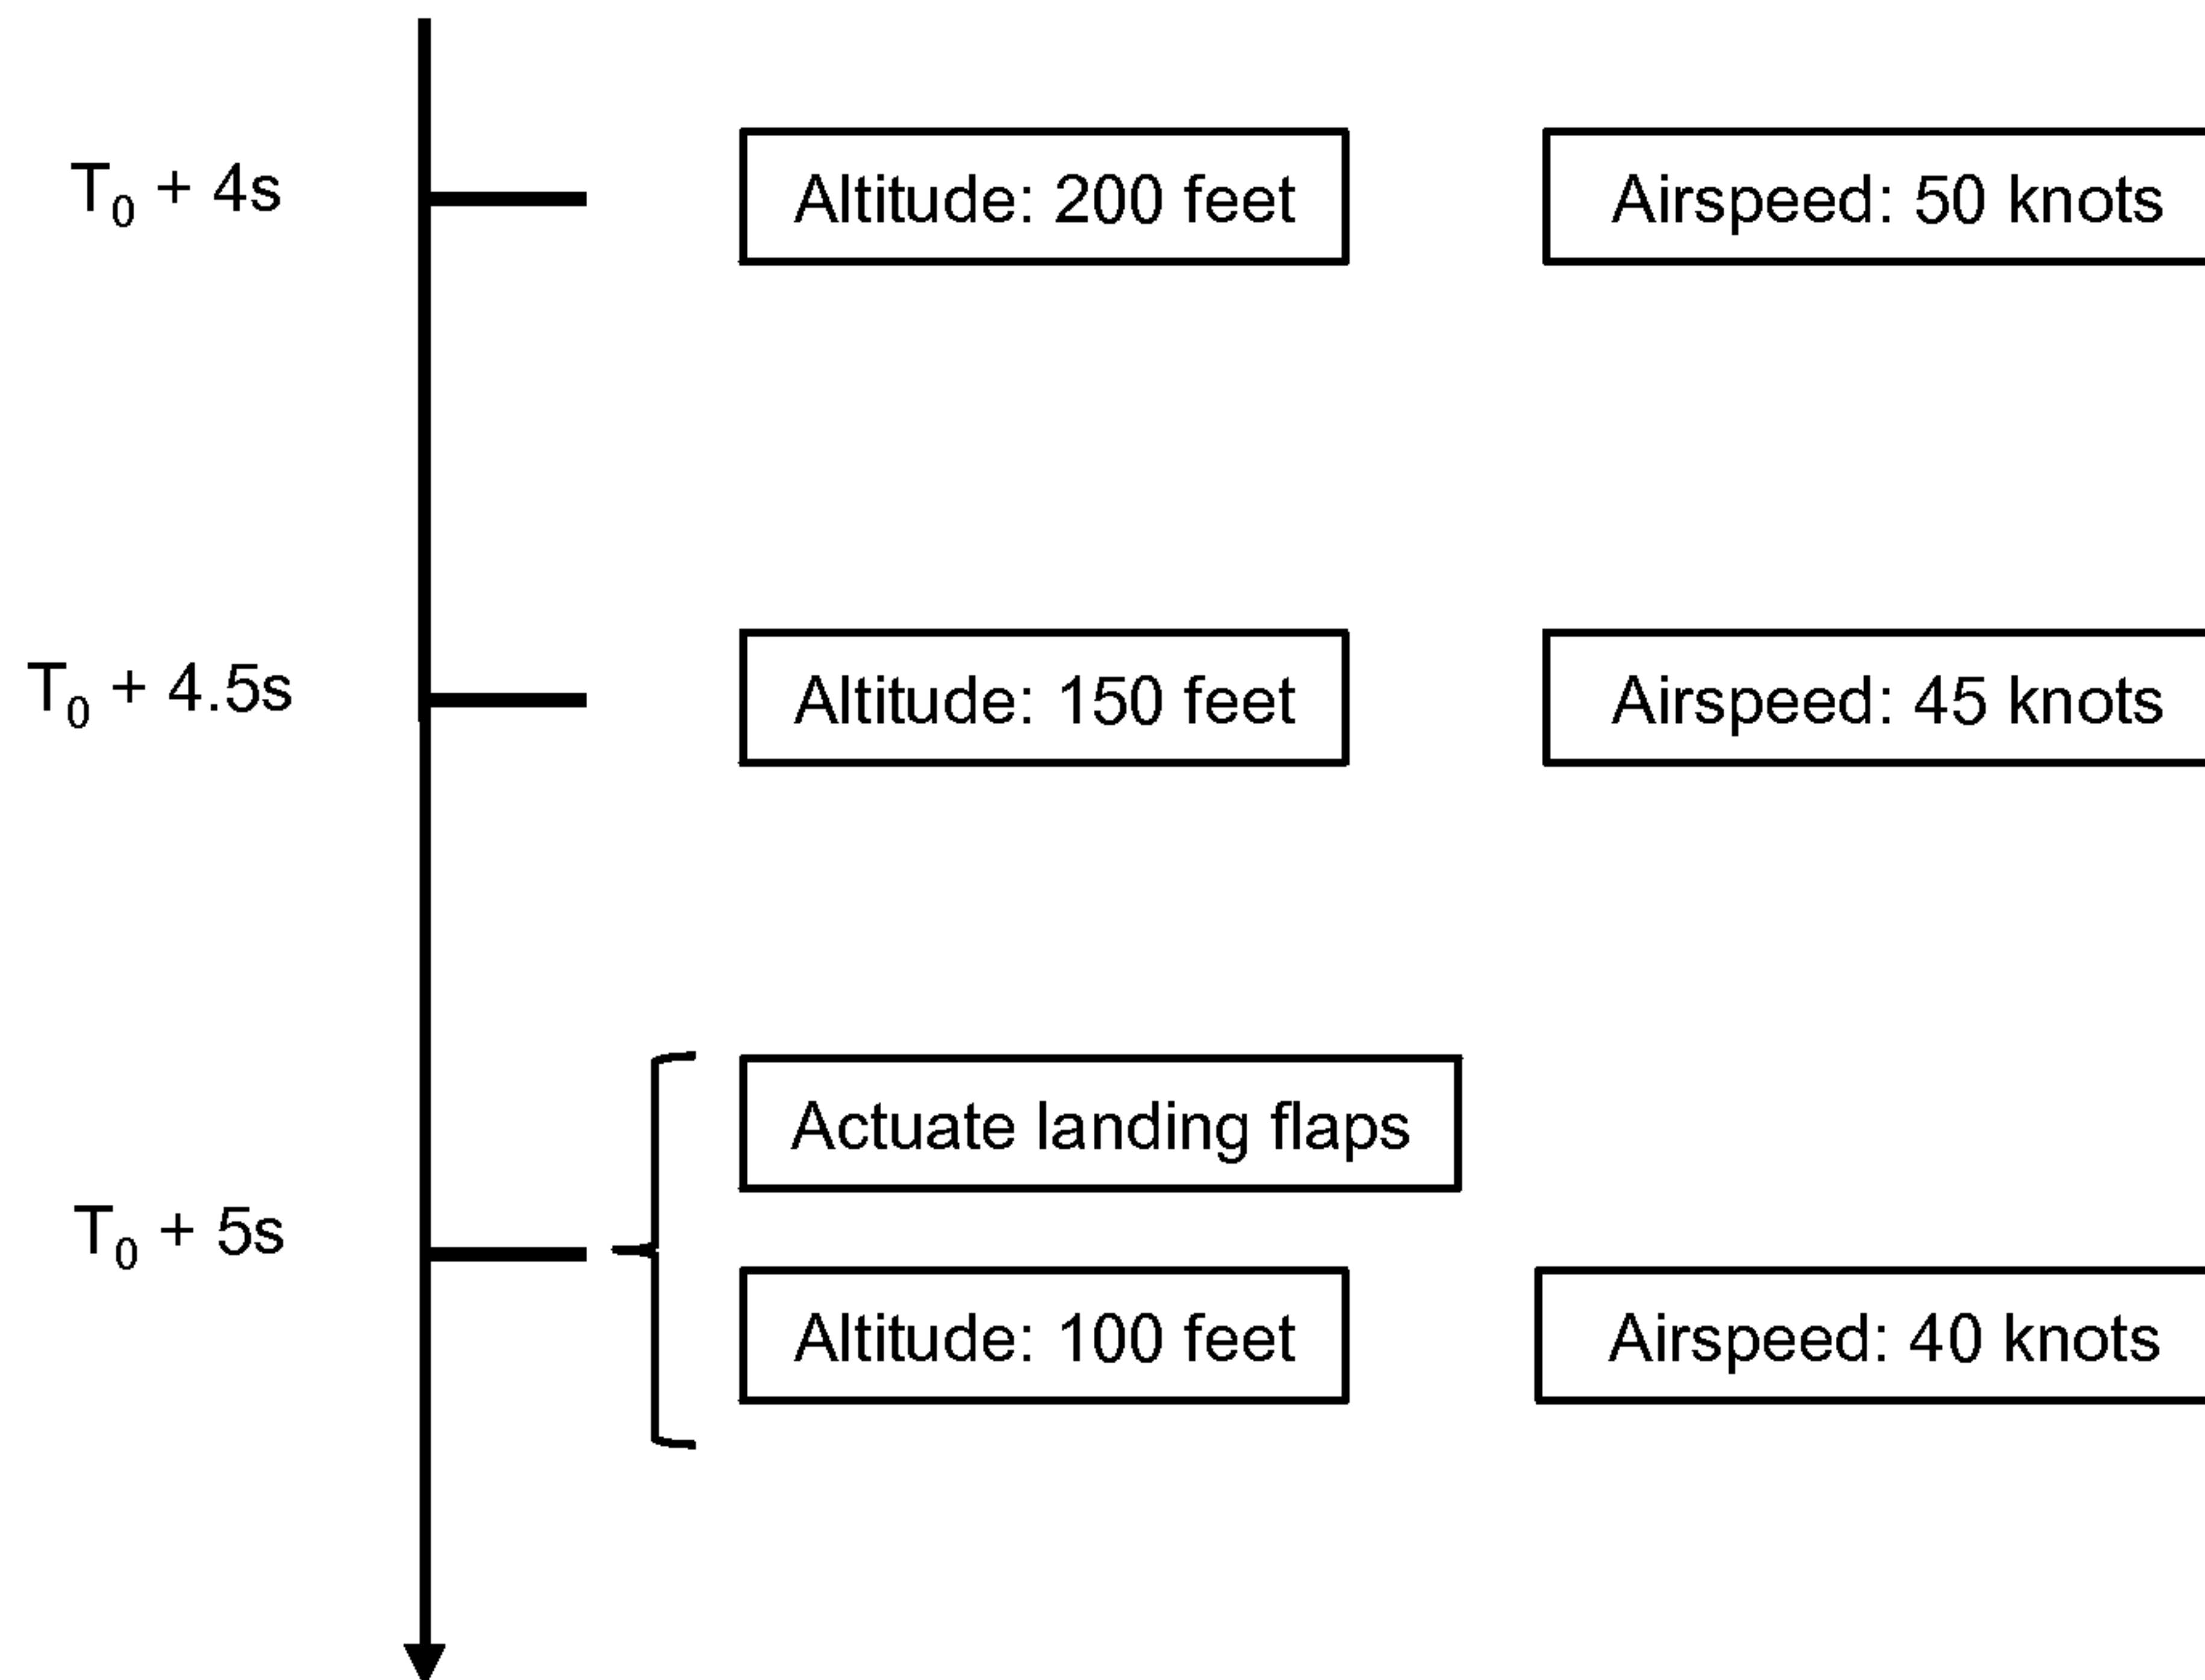 T₀ + 4s
Altitude: 200 feet
Airspeed: 50 knots
T₀ + 4.5s
Altitude: 150 feet
Airspeed: 45 knots
Actuate landing flaps
T₀ + 5s
Altitude: 100 feet
Airspeed: 40 knots